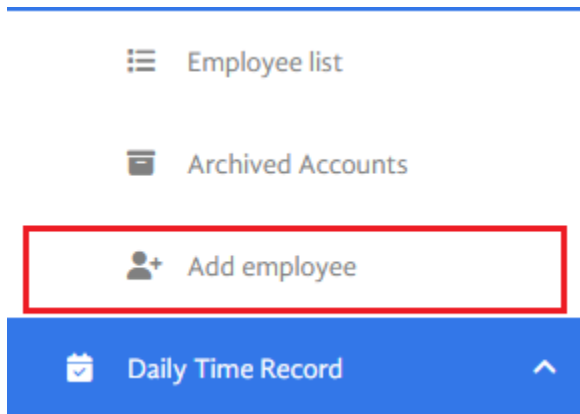 Employee list
Archived Accounts
Add employee
Daily Time Record